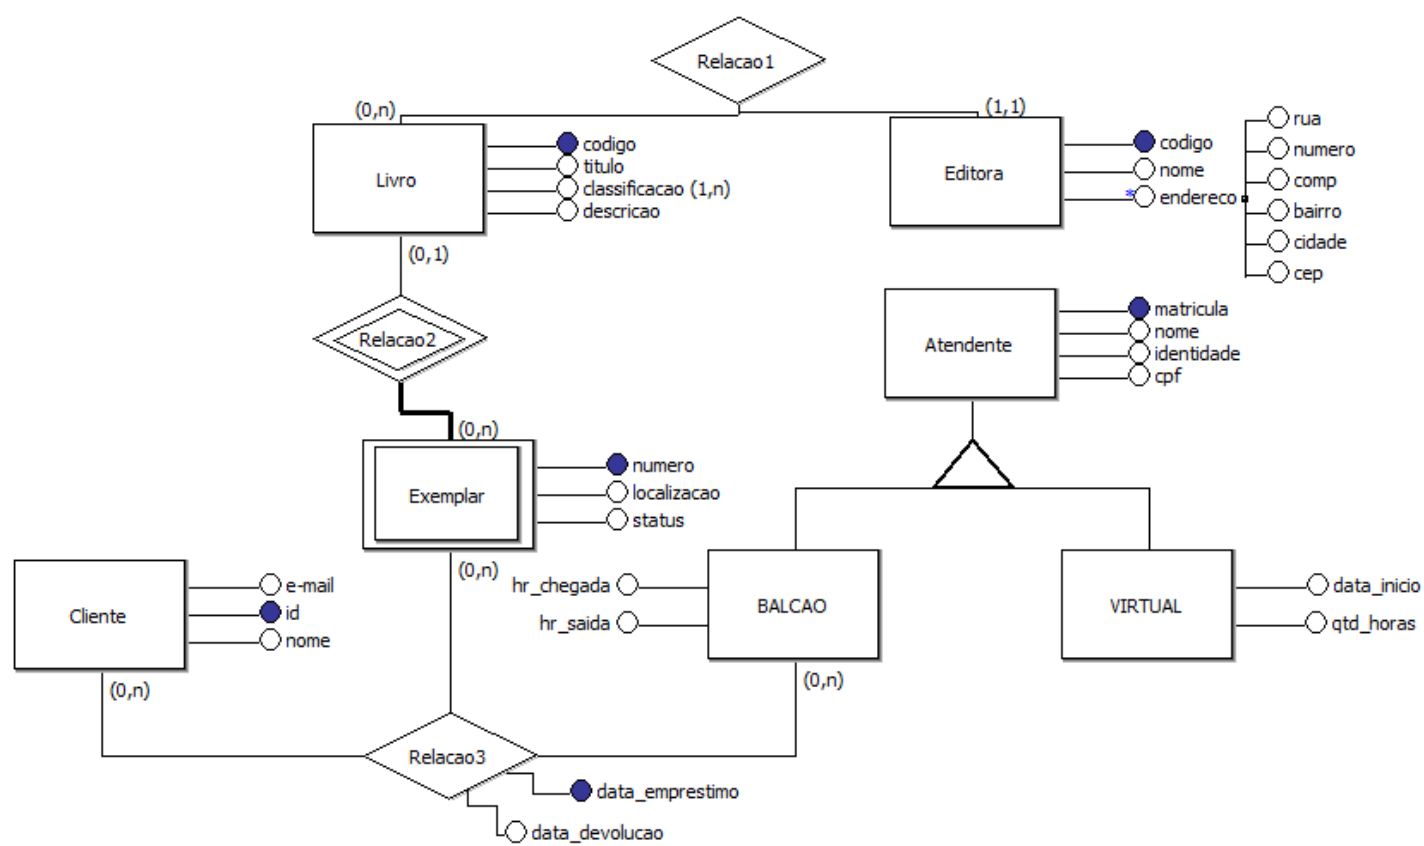 Relacao1
(0,n)
(1,1)
Livro
codigo
titulo
classificacao (1,n)
descricao
Editora
codigo
nome
* endereco
rua
numero
comp
bairro
cidade
cep
(0,1)
Relacao2
(0,n)
Atendente
matricula
nome
identidade
cpf
Exemplar
numero
localizacao
status
(0,n)
Cliente
e-mail
id
nome
(0,n)
hr_chegada
hr_saida
BALCAO
(0,n)
VIRTUAL
data_inicio
qtd_horas
Relacao3
data_emprestimo
data_devolucao